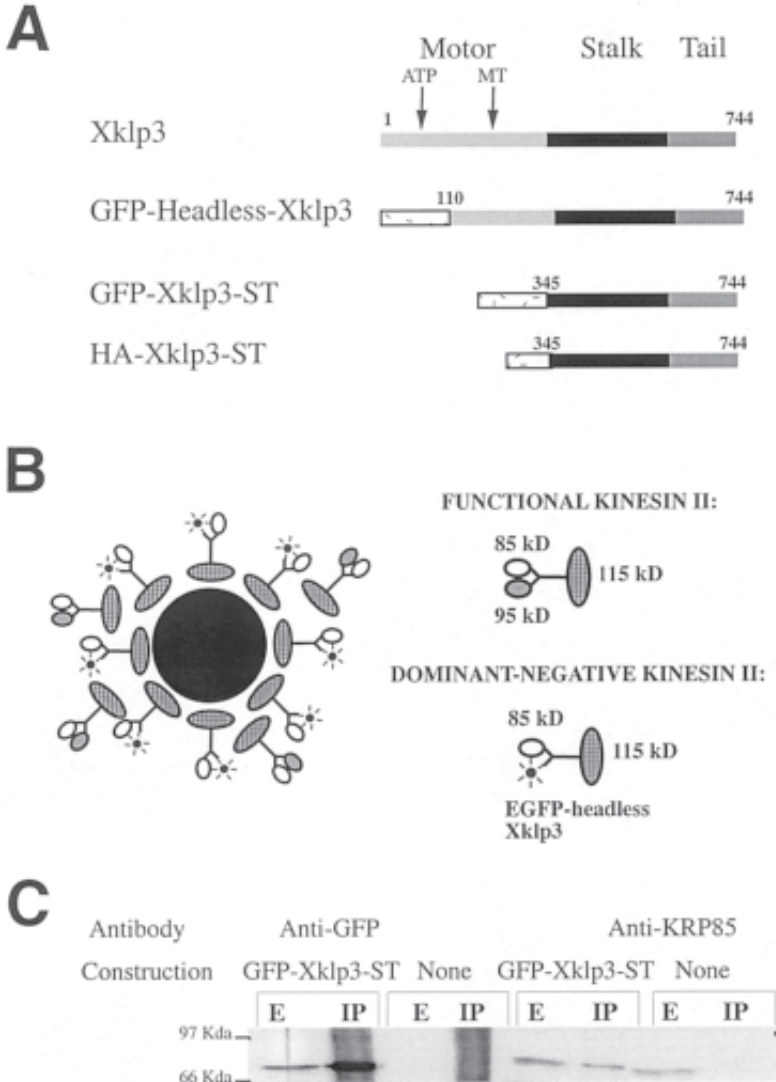 A
Motor Stalk Tail
ATP MT
1 744
Xklp3
110 744
GFP-Headless-Xklp3
345 744
GFP-Xklp3-ST
345 744
HA-Xklp3-ST
B
FUNCTIONAL KINESIN II:
85 kD
115 kD
95 kD
DOMINANT-NEGATIVE KINESIN II:
85 kD
115 kD
EGFP-headless
Xklp3
C
Antibody Anti-GFP Anti-KRP85
Construction GFP-Xklp3-ST None GFP-Xklp3-ST None
E IP E IP E IP E IP
97 Kda
66 Kda